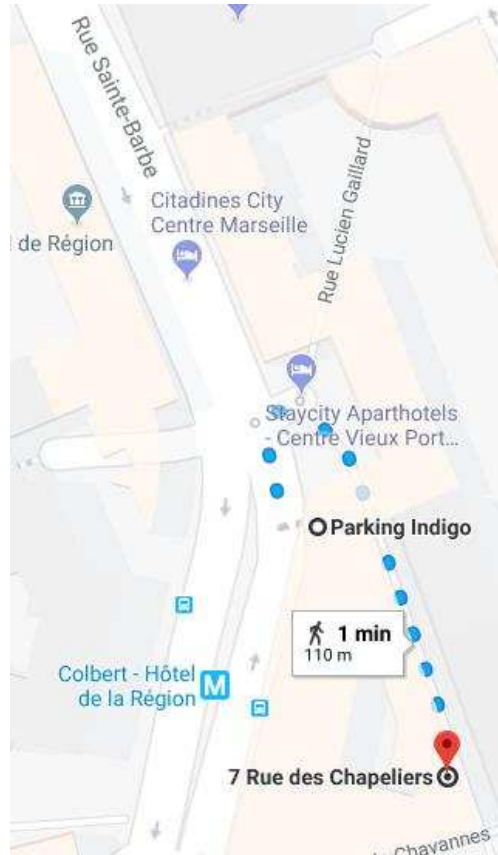 Rue Sainte-Barbe
Citadines City
Centre Marseille
l de Région
Rue Lucien Gaillard
Staycity Aparthotels
- Centre Vieux Port...
Parking Indigo
1 min
110 m
Colbert - Hôtel
de la Région
M
7 Rue des Chapeliers
Chavannes